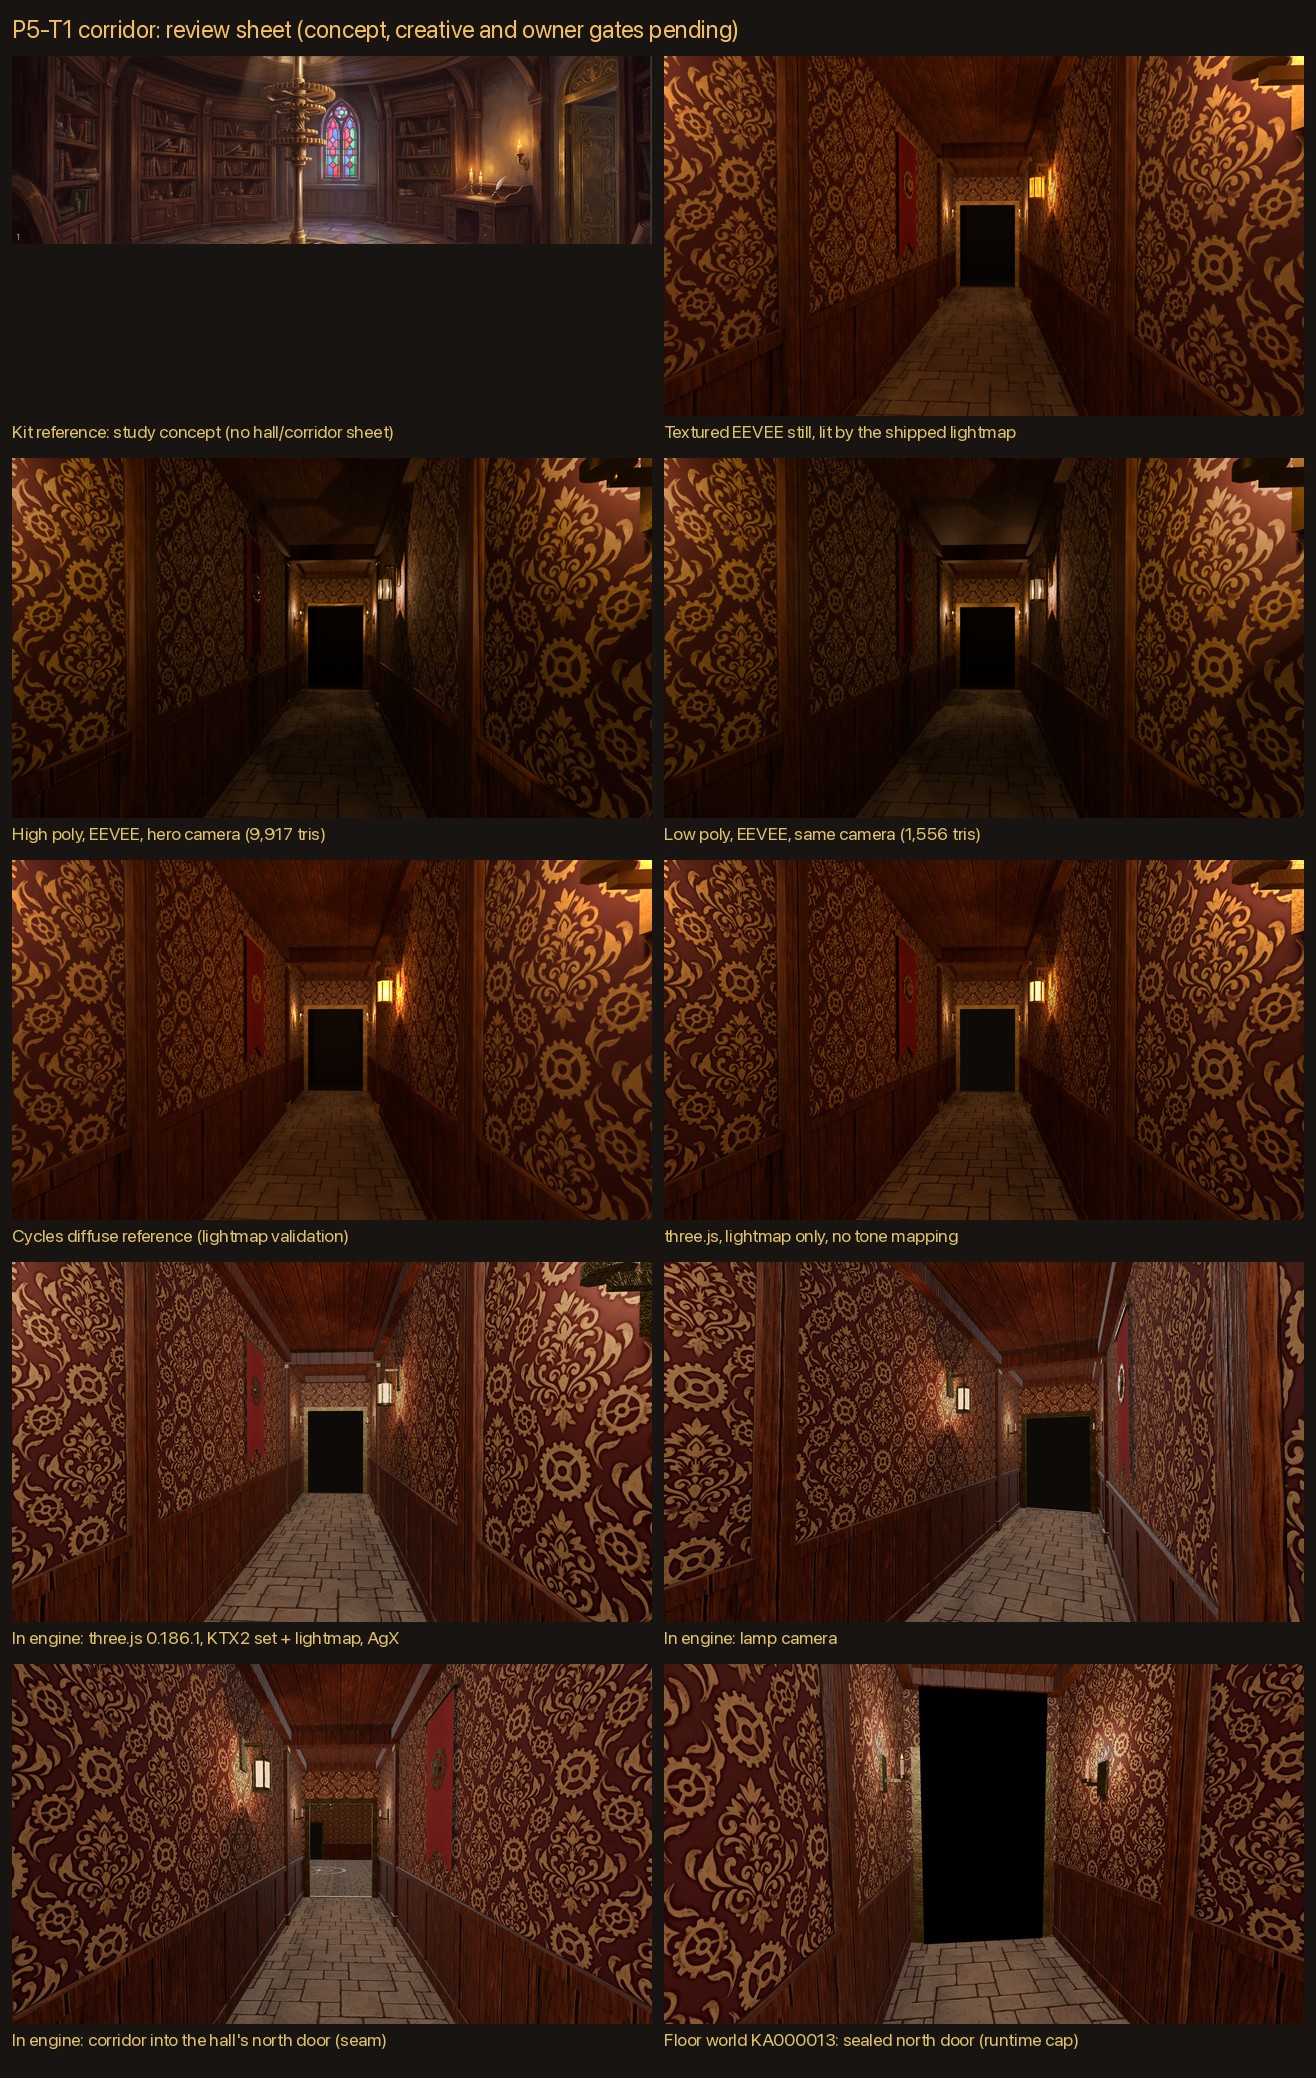 P5-T1 corridor: review sheet (concept, creative and owner gates pending)
1
Kit reference: study concept (no hall/corridor sheet)
Textured EEVEE still, lit by the shipped lightmap
High poly, EEVEE, hero camera (9,917 tris)
Low poly, EEVEE, same camera (1,556 tris)
Cycles diffuse reference (lightmap validation)
three.js, lightmap only, no tone mapping
In engine: three.js 0.186.1, KTX2 set + lightmap, AgX
In engine: lamp camera
In engine: corridor into the hall's north door (seam)
Floor world KA000013: sealed north door (runtime cap)